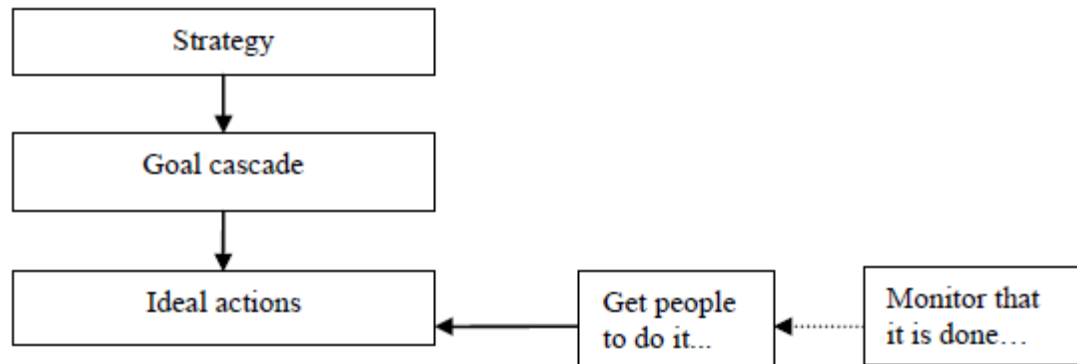 Strategy
Goal cascade
Ideal actions
Get people
to do it...
Monitor that
it is done…